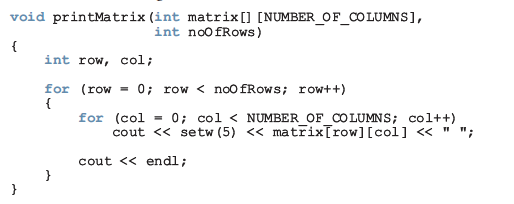 void printMatrix(int matrix[][NUMBER_OF_COLUMNS],
                 int noOfRows)
{
    int row, col;

    for (row = 0; row < noOfRows; row++)
    {
        for (col = 0; col < NUMBER_OF_COLUMNS; col++)
            cout << setw(5) << matrix[row][col] << " ";

        cout << endl;
    }
}